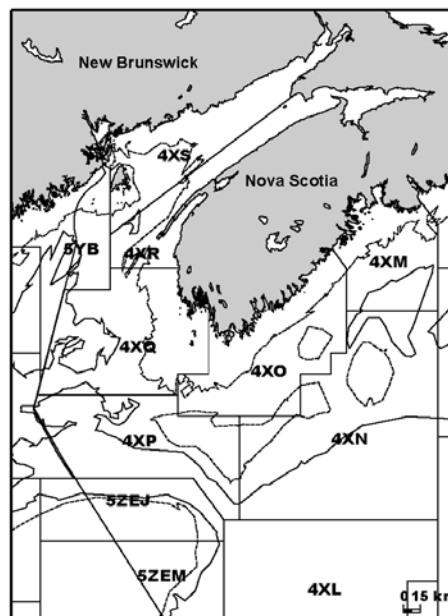 New Brunswick
4XS
Nova Scotia
5YB
4XR
4XM
4XQ
4XO
4XP
4XN
5ZEJ
5ZEM
4XL
0 15 km